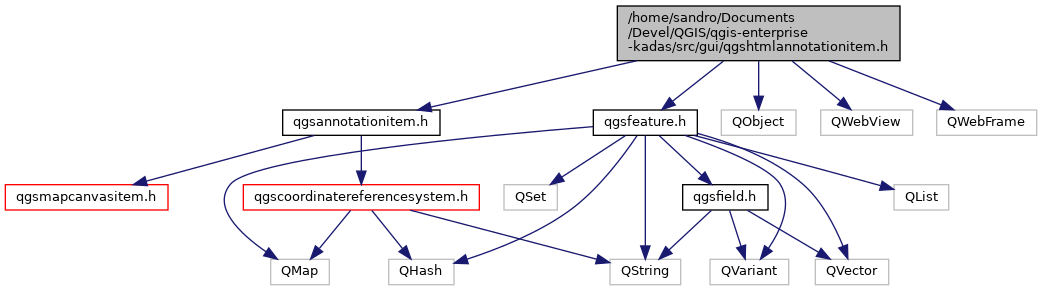 /home/sandro/Documents
/Devel/QGIS/qgis-enterprise
-kadas/src/gui/qgshtmlannotationitem.h
qgsannotationitem.h
qgsfeature.h
QObject
QWebView
QWebFrame
qgsmapcanvasitem.h
qgscoordinatereferencesystem.h
QSet
qgsfield.h
QList
QMap
QHash
QString
QVariant
QVector